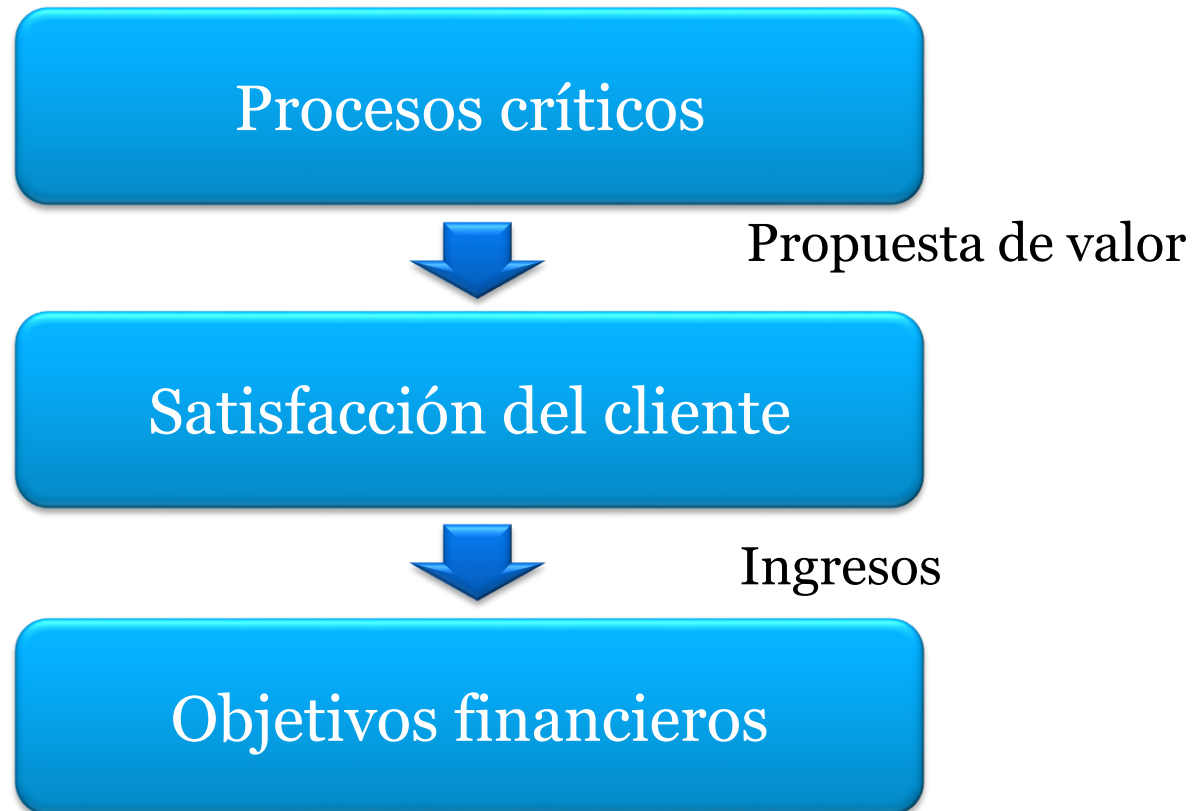 Procesos críticos
Propuesta de valor
Satisfacción del cliente
Ingresos
Objetivos financieros